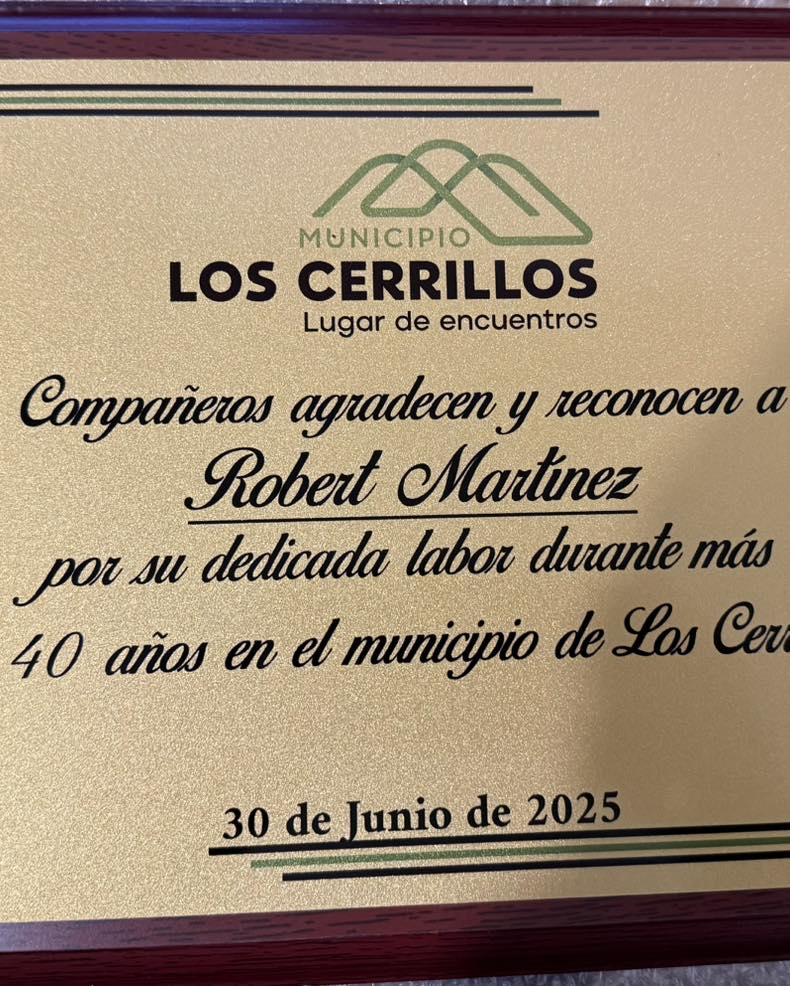 MUNICIPIO
LOS CERRILLOS
Lugar de encuentros
Compañeros agradecen y reconocen a
Robert Martínez
por su dedicada labor durante más
40 años en el municipio de Los
30 de Junio de 2025